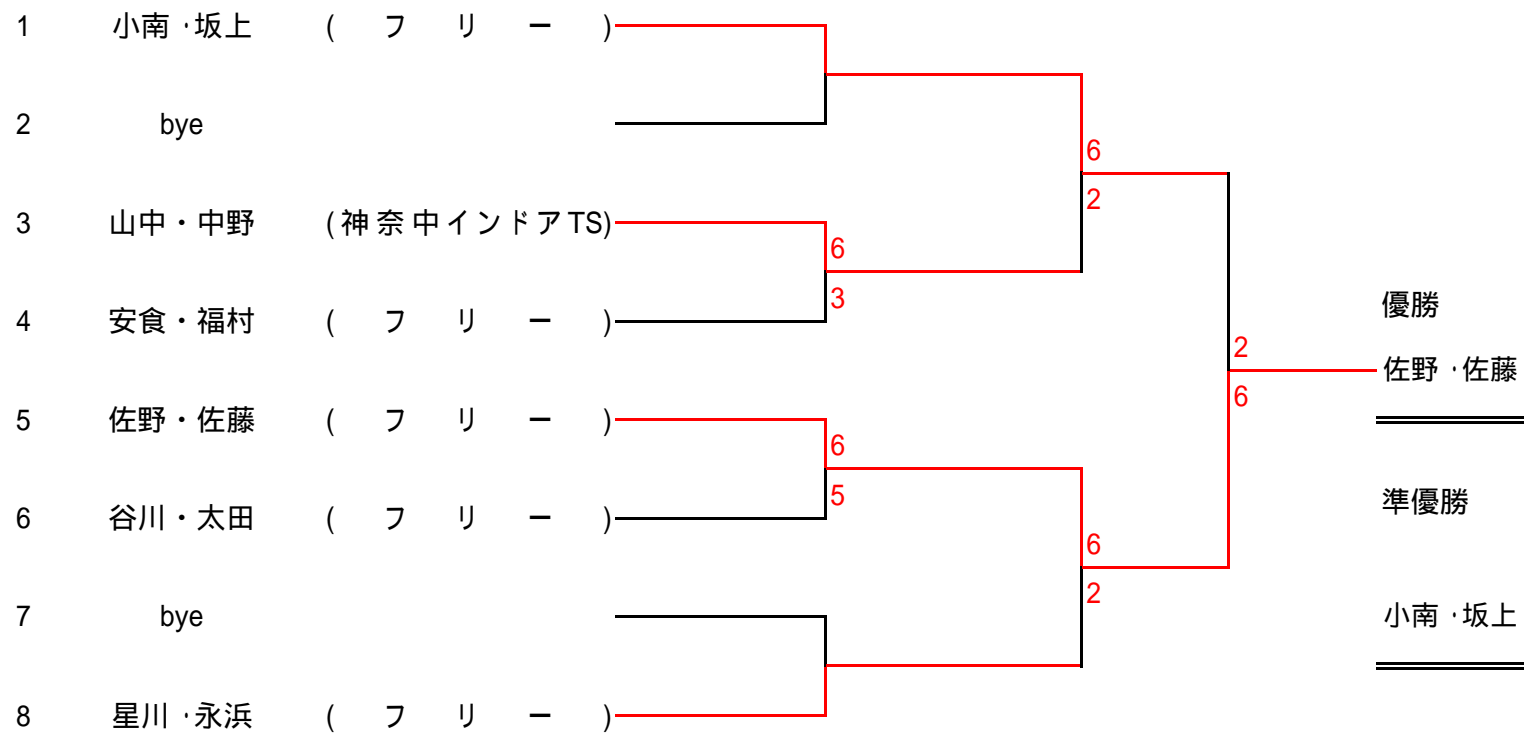 1 小南・坂上 (フリー)
2 bye
6
2
3 山中・中野 (神奈中インドアTS)
6
3
4 安食・福村 (フリー)
優勝
2
佐野・佐藤
6
5 佐野・佐藤 (フリー)
6
5
6 谷川・太田 (フリー)
準優勝
6
2
7 bye
小南・坂上
8 星川・永浜 (フリー)